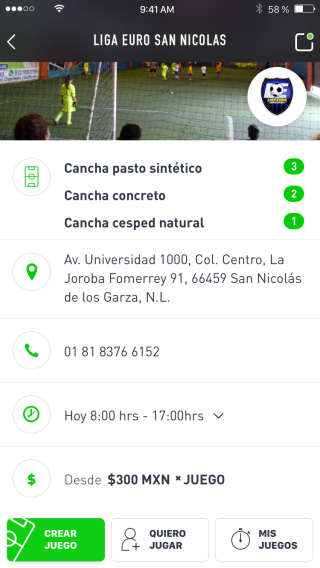 9:41 AM
58 %
LIGA EURO SAN NICOLAS
Cancha pasto sintético 3
Cancha concreto 2
Cancha cesped natural 1
Av. Universidad 1000, Col. Centro, La
Joroba Fomerrey 91, 66459 San Nicolás
de los Garza, N.L.
01 81 8376 6152
Hoy 8:00 hrs - 17:00hrs
$ Desde $300 MXN × JUEGO
CREAR
JUEGO
QUIERO
JUGAR
MIS
JUEGOS